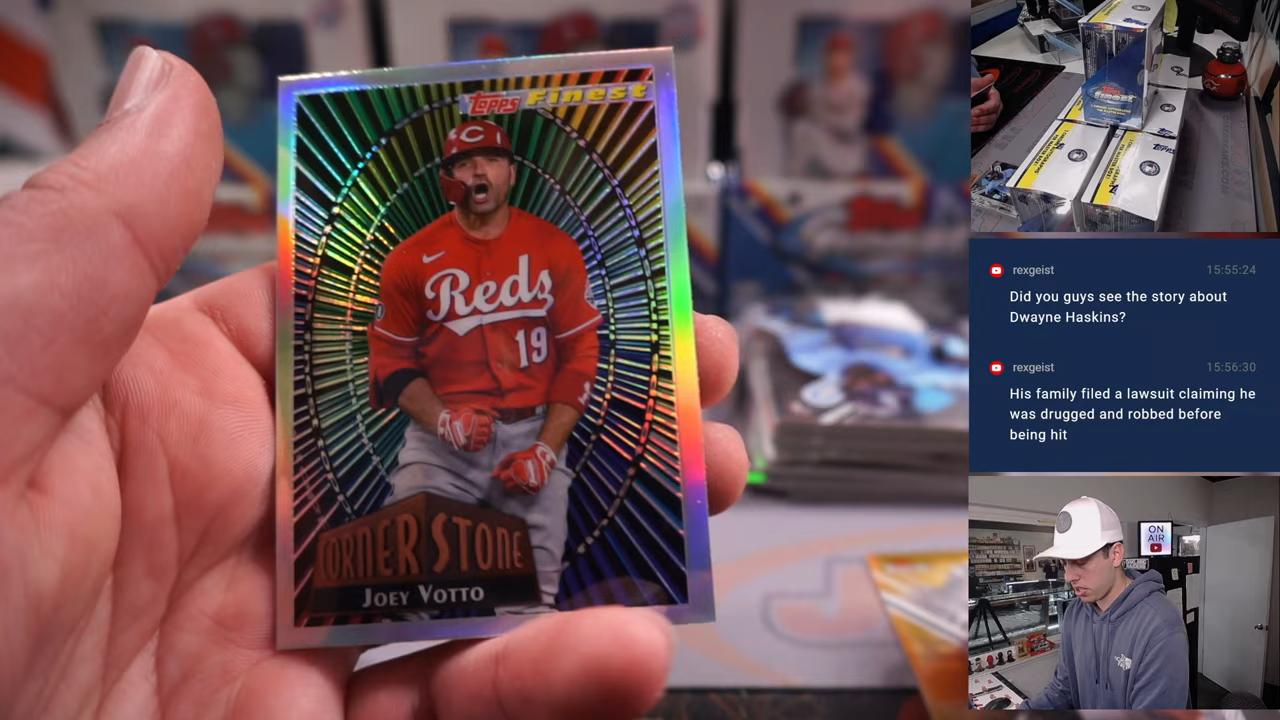 Topps Finest
C
Reds
19
CORNER STONE
JOEY VOTTO
Topps
finest
rexgeist 15:55:24
Did you guys see the story about
Dwayne Haskins?
rexgeist 15:56:30
His family filed a lawsuit claiming he
was drugged and robbed before
being hit
ON
AIR